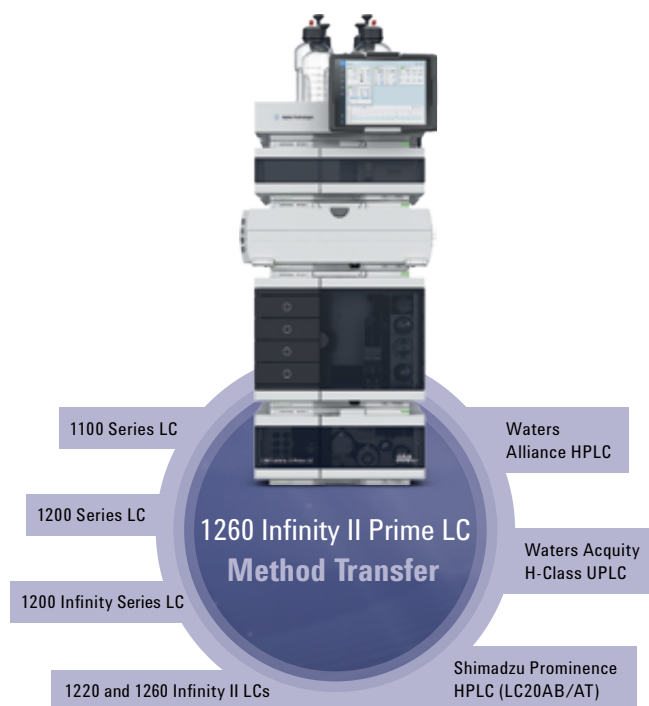 1100 Series LC
1200 Series LC
1200 Infinity Series LC
1220 and 1260 Infinity II LCs
1260 Infinity II Prime LC
Method Transfer
Waters
Alliance HPLC
Waters Acquity
H-Class UPLC
Shimadzu Prominence
HPLC (LC20AB/AT)